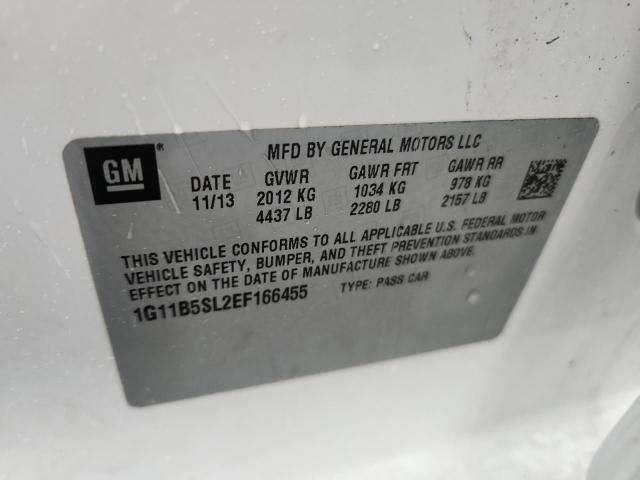 GM
MFD BY GENERAL MOTORS LLC
DATE GVWR GAWR FRT GAWR RR
11/13 2012 KG 1034 KG 978 KG
4437 LB 2280 LB 2157 LB
THIS VEHICLE CONFORMS TO ALL APPLICABLE U.S. FEDERAL MOTOR
VEHICLE SAFETY, BUMPER, AND THEFT PREVENTION STANDARDS IN
EFFECT ON THE DATE OF MANUFACTURE SHOWN ABOVE.
1G11B5SL2EF166455 TYPE: PASS CAR